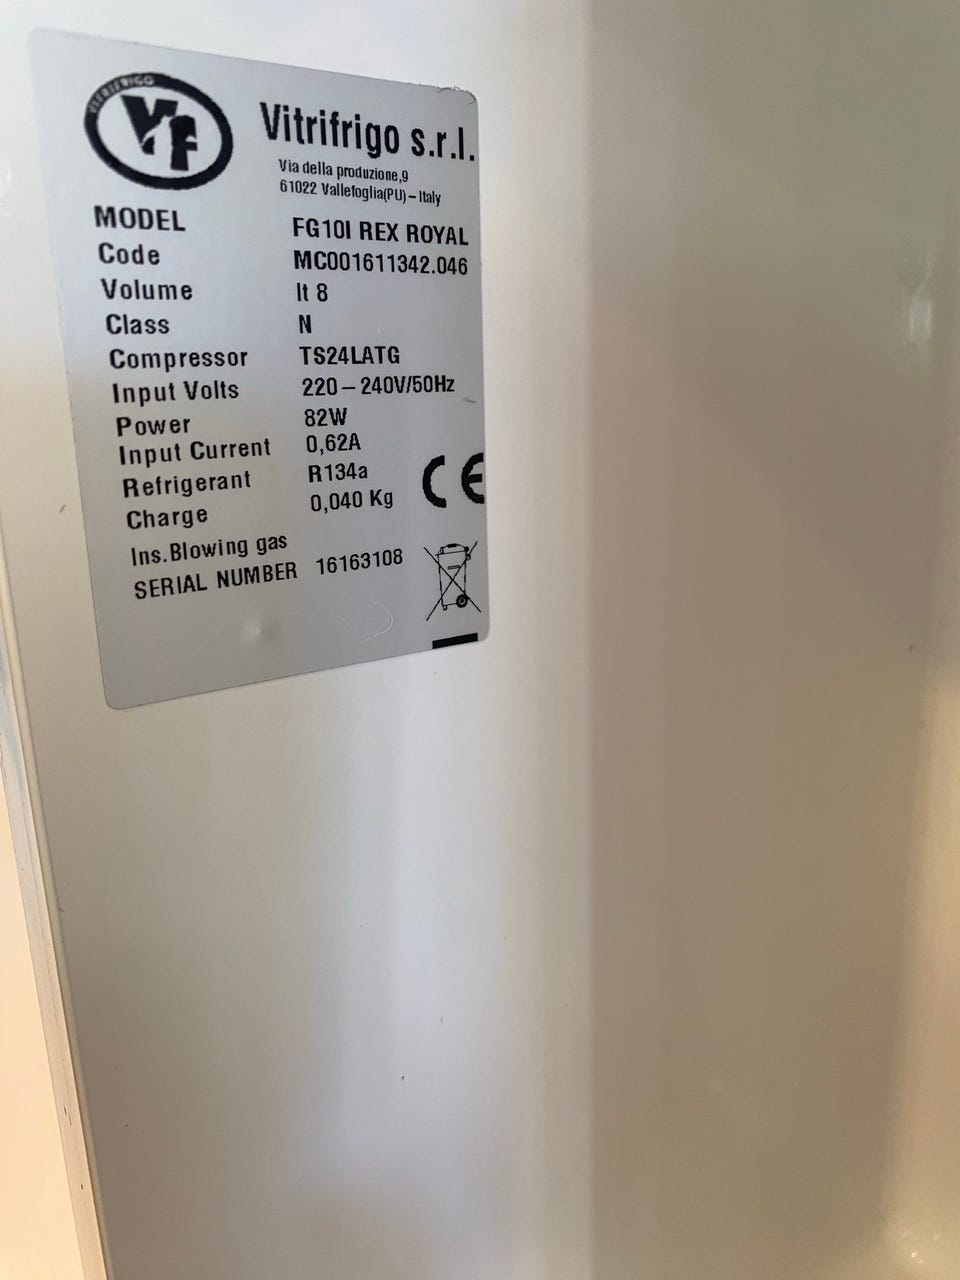 VITRIFRIGO
Vf
Vitrifrigo s.r.l.
Via della produzione,9
61022 Vallefoglia(PU) – Italy
MODEL FG10I REX ROYAL
Code MC001611342.046
Volume lt 8
Class N
Compressor TS24LATG
Input Volts 220 – 240V/50Hz
Power 82W
Input Current 0,62A
Refrigerant R134a
Charge 0,040 Kg
CE
Ins.Blowing gas
SERIAL NUMBER 16163108